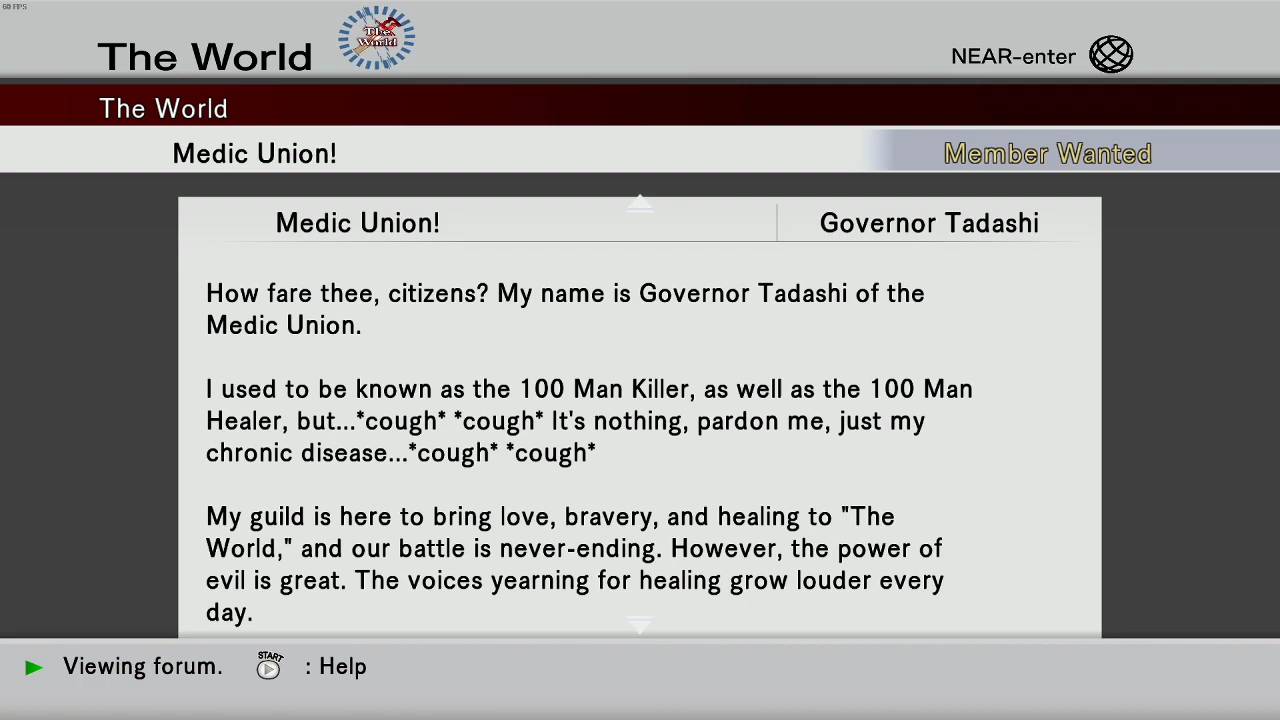 60 FPS
The World
The World
NEAR-enter
The World
Medic Union!
Member Wanted
Medic Union!
Governor Tadashi
How fare thee, citizens? My name is Governor Tadashi of the
Medic Union.
I used to be known as the 100 Man Killer, as well as the 100 Man
Healer, but...*cough* *cough* It's nothing, pardon me, just my
chronic disease...*cough* *cough*
My guild is here to bring love, bravery, and healing to "The
World," and our battle is never-ending. However, the power of
evil is great. The voices yearning for healing grow louder every
day.
Viewing forum.
START
: Help